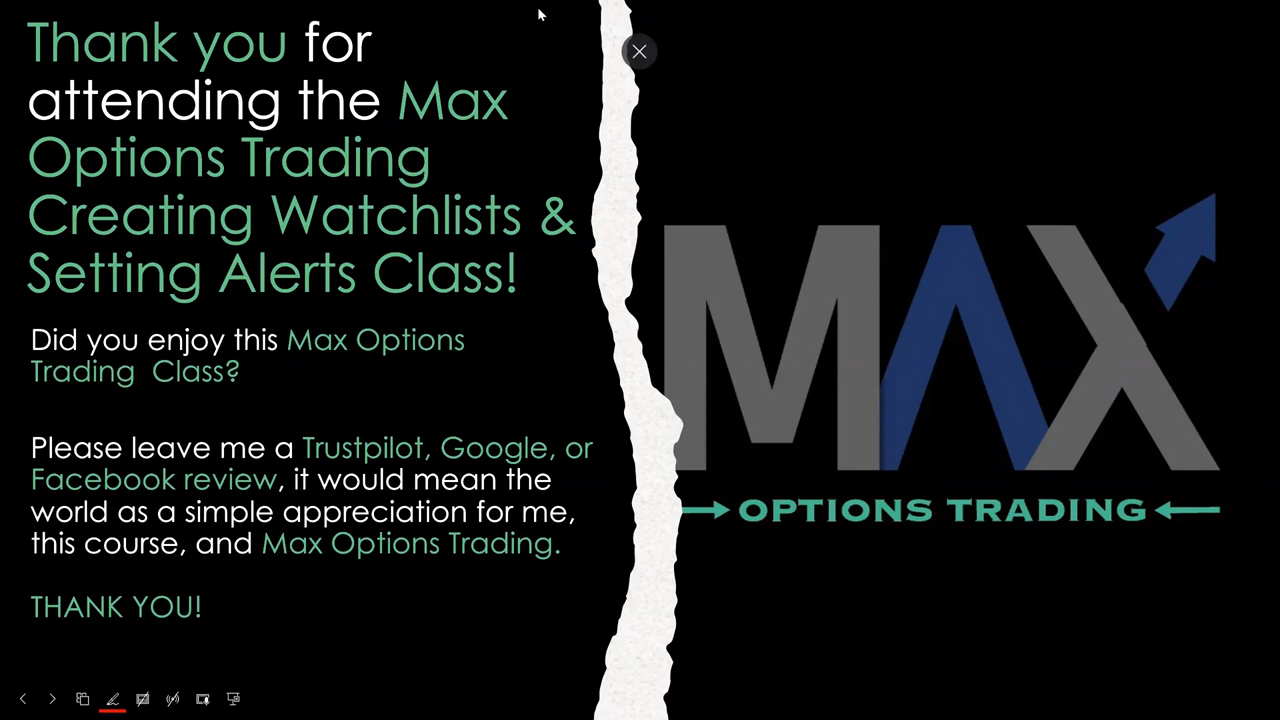 Thank you for
attending the Max
Options Trading
Creating Watchlists &
Setting Alerts Class!
Did you enjoy this Max Options
Trading Class?
Please leave me a Trustpilot, Google, or
Facebook review, it would mean the
world as a simple appreciation for me,
this course, and Max Options Trading.
THANK YOU!
MAX
OPTIONS TRADING